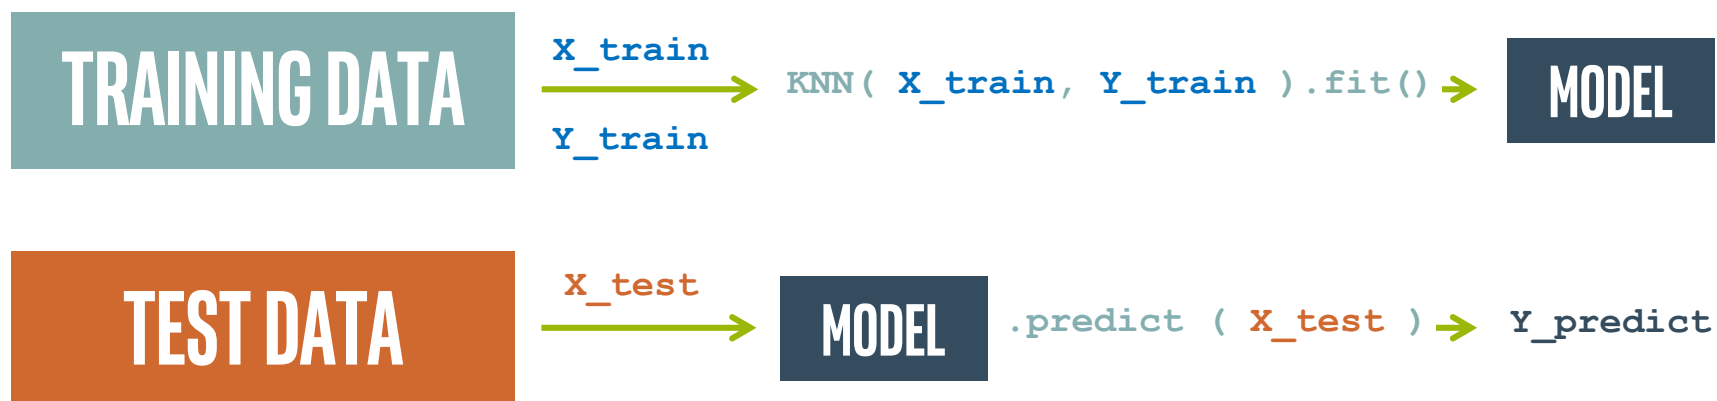 TRAINING DATA
X_train
Y_train
KNN( X_train, Y_train ).fit()
MODEL
TEST DATA
X_test
MODEL
.predict ( X_test )
Y_predict